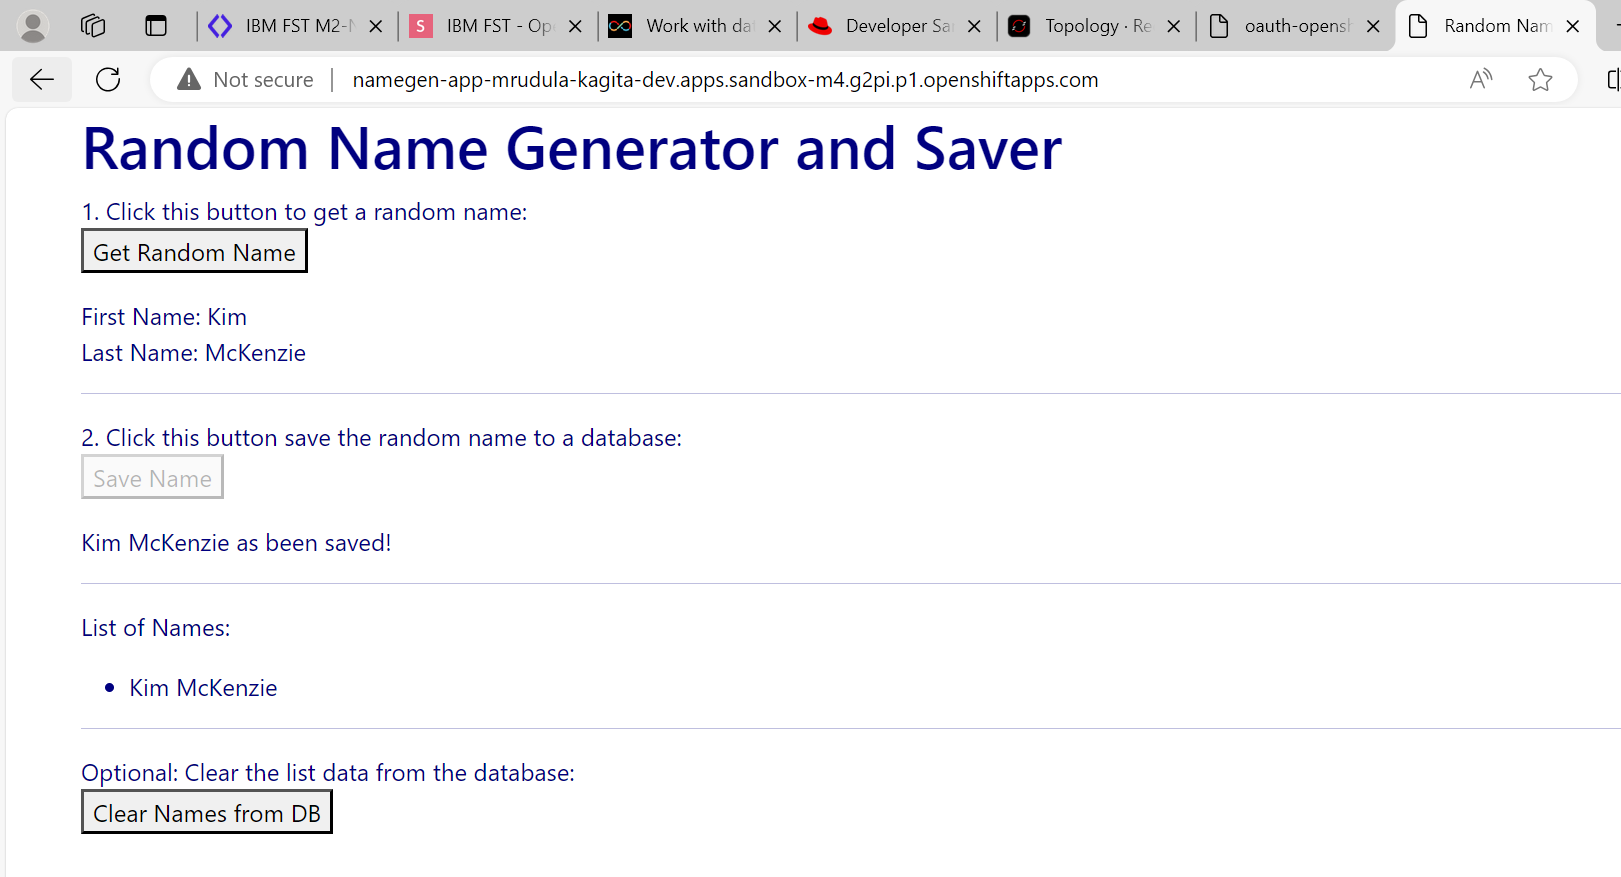 IBM FST M2-
S IBM FST - Op
Work with da
Developer Sa
Topology · Re
oauth-opensh
Random Nam
Not secure
namegen-app-mrudula-kagita-dev.apps.sandbox-m4.g2pi.p1.openshiftapps.com
Random Name Generator and Saver
1. Click this button to get a random name:
Get Random Name
First Name: Kim
Last Name: McKenzie
2. Click this button save the random name to a database:
Save Name
Kim McKenzie as been saved!
List of Names:
• Kim McKenzie
Optional: Clear the list data from the database:
Clear Names from DB